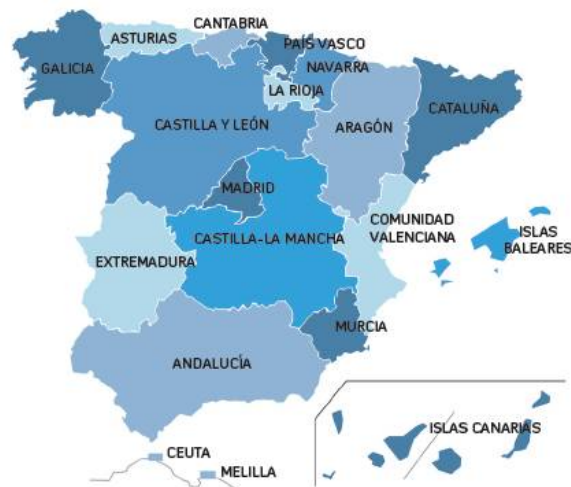 CANTABRIA
ASTURIAS
PAÍS VASCO
GALICIA
NAVARRA
LA RIOJA
CATALUÑA
CASTILLA Y LEÓN
ARAGÓN
MADRID
COMUNIDAD
VALENCIANA
ISLAS
BALEARES
CASTILLA-LA MANCHA
EXTREMADURA
MURCIA
ANDALUCÍA
ISLAS CANARIAS
CEUTA
MELILLA